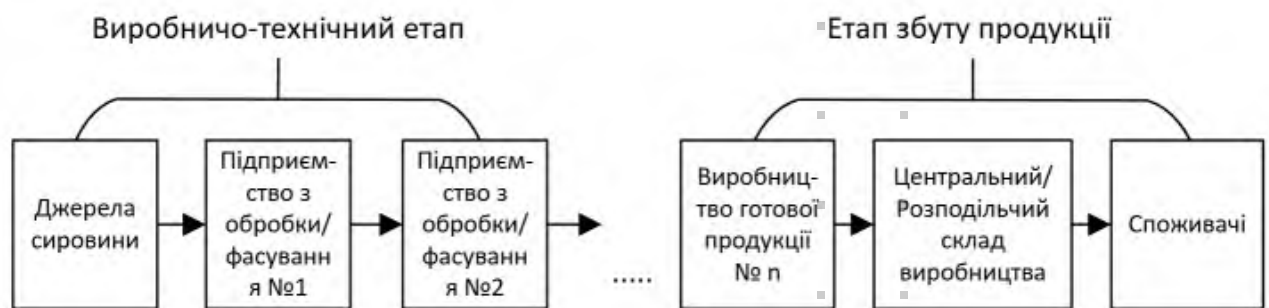 Виробничо-технічний етап
Етап збуту продукції
Джерела
сировини
Підприєм-
ство з
обробки/
фасуванн
я №1
Підприєм-
ство з
обробки/
фасуванн
я №2
.....
Виробниц-
тво готової
продукції
№ n
Центральний/
Розподільчий
склад
виробництва
Споживачі